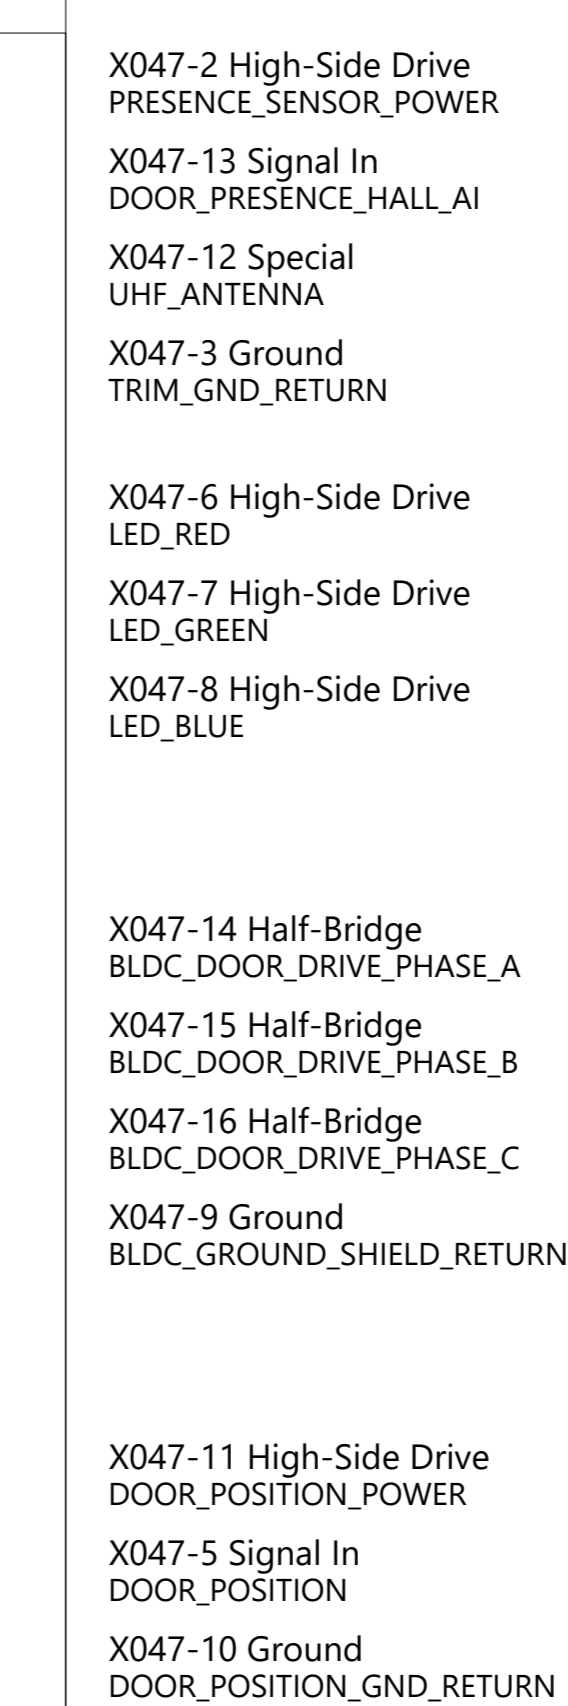 X047-2 High-Side Drive
PRESENCE_SENSOR_POWER
X047-13 Signal In
DOOR_PRESENCE_HALL_AI
X047-12 Special
UHF_ANTENNA
X047-3 Ground
TRIM_GND_RETURN
X047-6 High-Side Drive
LED_RED
X047-7 High-Side Drive
LED_GREEN
X047-8 High-Side Drive
LED_BLUE
X047-14 Half-Bridge
BLDC_DOOR_DRIVE_PHASE_A
X047-15 Half-Bridge
BLDC_DOOR_DRIVE_PHASE_B
X047-16 Half-Bridge
BLDC_DOOR_DRIVE_PHASE_C
X047-9 Ground
BLDC_GROUND_SHIELD_RETURN
X047-11 High-Side Drive
DOOR_POSITION_POWER
X047-5 Signal In
DOOR_POSITION
X047-10 Ground
DOOR_POSITION_GND_RETURN